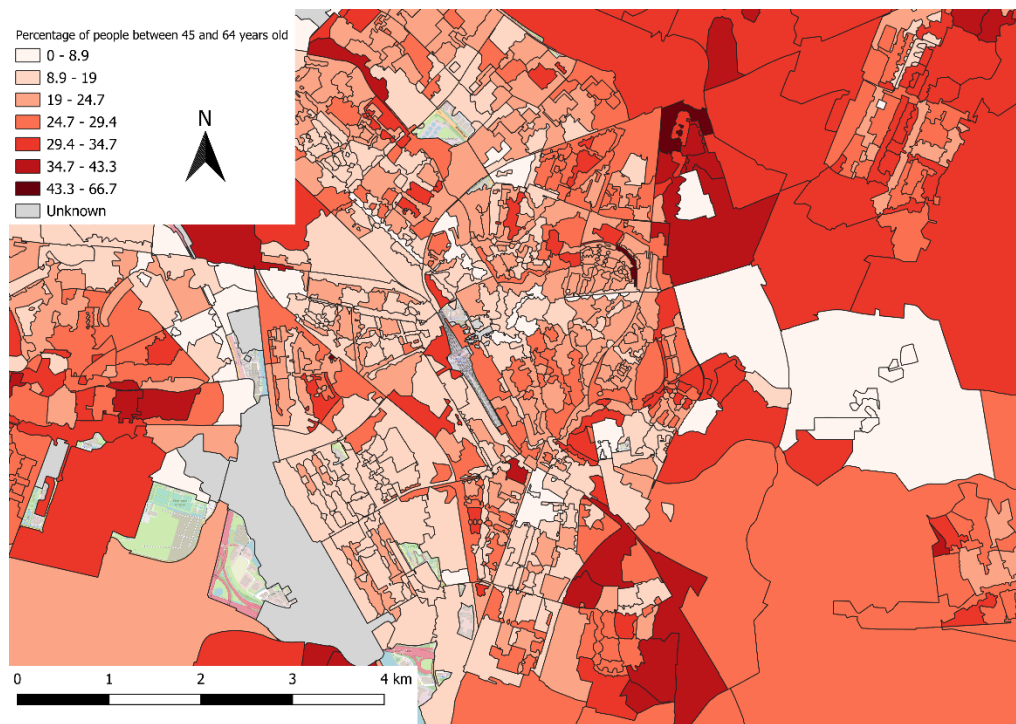 Percentage of people between 45 and 64 years old
0 - 8.9
8.9 - 19
19 - 24.7
24.7 - 29.4
29.4 - 34.7
34.7 - 43.3
43.3 - 66.7
Unknown
N
0 1 2 3 4 km